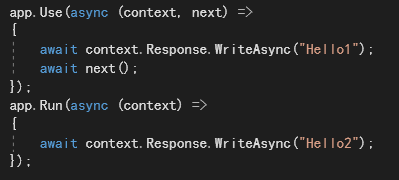 app.Use(async (context, next) =>
{
    await context.Response.WriteAsync("Hello1");
    await next();
});
app.Run(async (context) =>
{
    await context.Response.WriteAsync("Hello2");
});